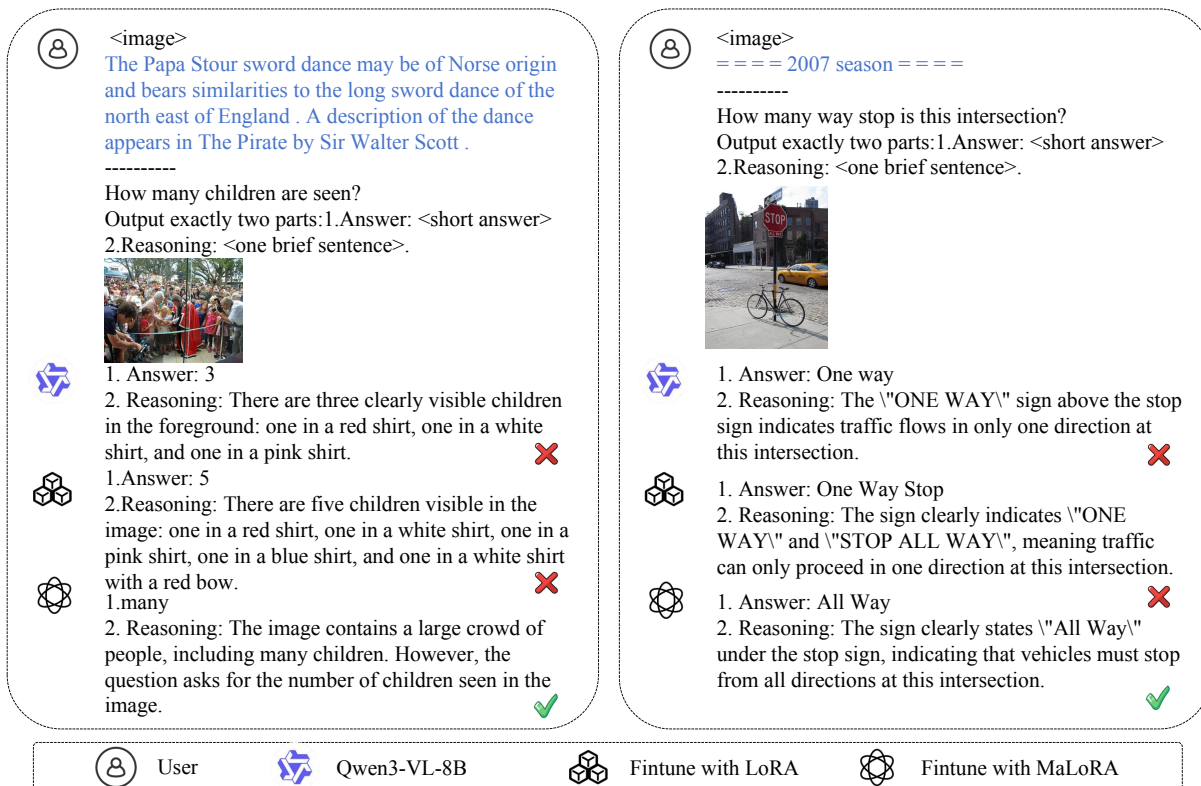 <image>
The Papa Stour sword dance may be of Norse origin
and bears similarities to the long sword dance of the
north east of England . A description of the dance
appears in The Pirate by Sir Walter Scott .
----------
How many children are seen?
Output exactly two parts:1.Answer: <short answer>
2.Reasoning: <one brief sentence>.
1. Answer: 3
2. Reasoning: There are three clearly visible children
in the foreground: one in a red shirt, one in a white
shirt, and one in a pink shirt.
1.Answer: 5
2.Reasoning: There are five children visible in the
image: one in a red shirt, one in a white shirt, one in a
pink shirt, one in a blue shirt, and one in a white shirt
with a red bow.
1.many
2. Reasoning: The image contains a large crowd of
people, including many children. However, the
question asks for the number of children seen in the
image.
<image>
= = = = 2007 season = = = =
----------
How many way stop is this intersection?
Output exactly two parts:1.Answer: <short answer>
2.Reasoning: <one brief sentence>.
STOP
ALL WAY
1. Answer: One way
2. Reasoning: The \"ONE WAY\" sign above the stop
sign indicates traffic flows in only one direction at
this intersection.
1. Answer: One Way Stop
2. Reasoning: The sign clearly indicates \"ONE
WAY\" and \"STOP ALL WAY\", meaning traffic
can only proceed in one direction at this intersection.
1. Answer: All Way
2. Reasoning: The sign clearly states \"All Way\"
under the stop sign, indicating that vehicles must stop
from all directions at this intersection.
User
Qwen3-VL-8B
Fintune with LoRA
Fintune with MaLoRA